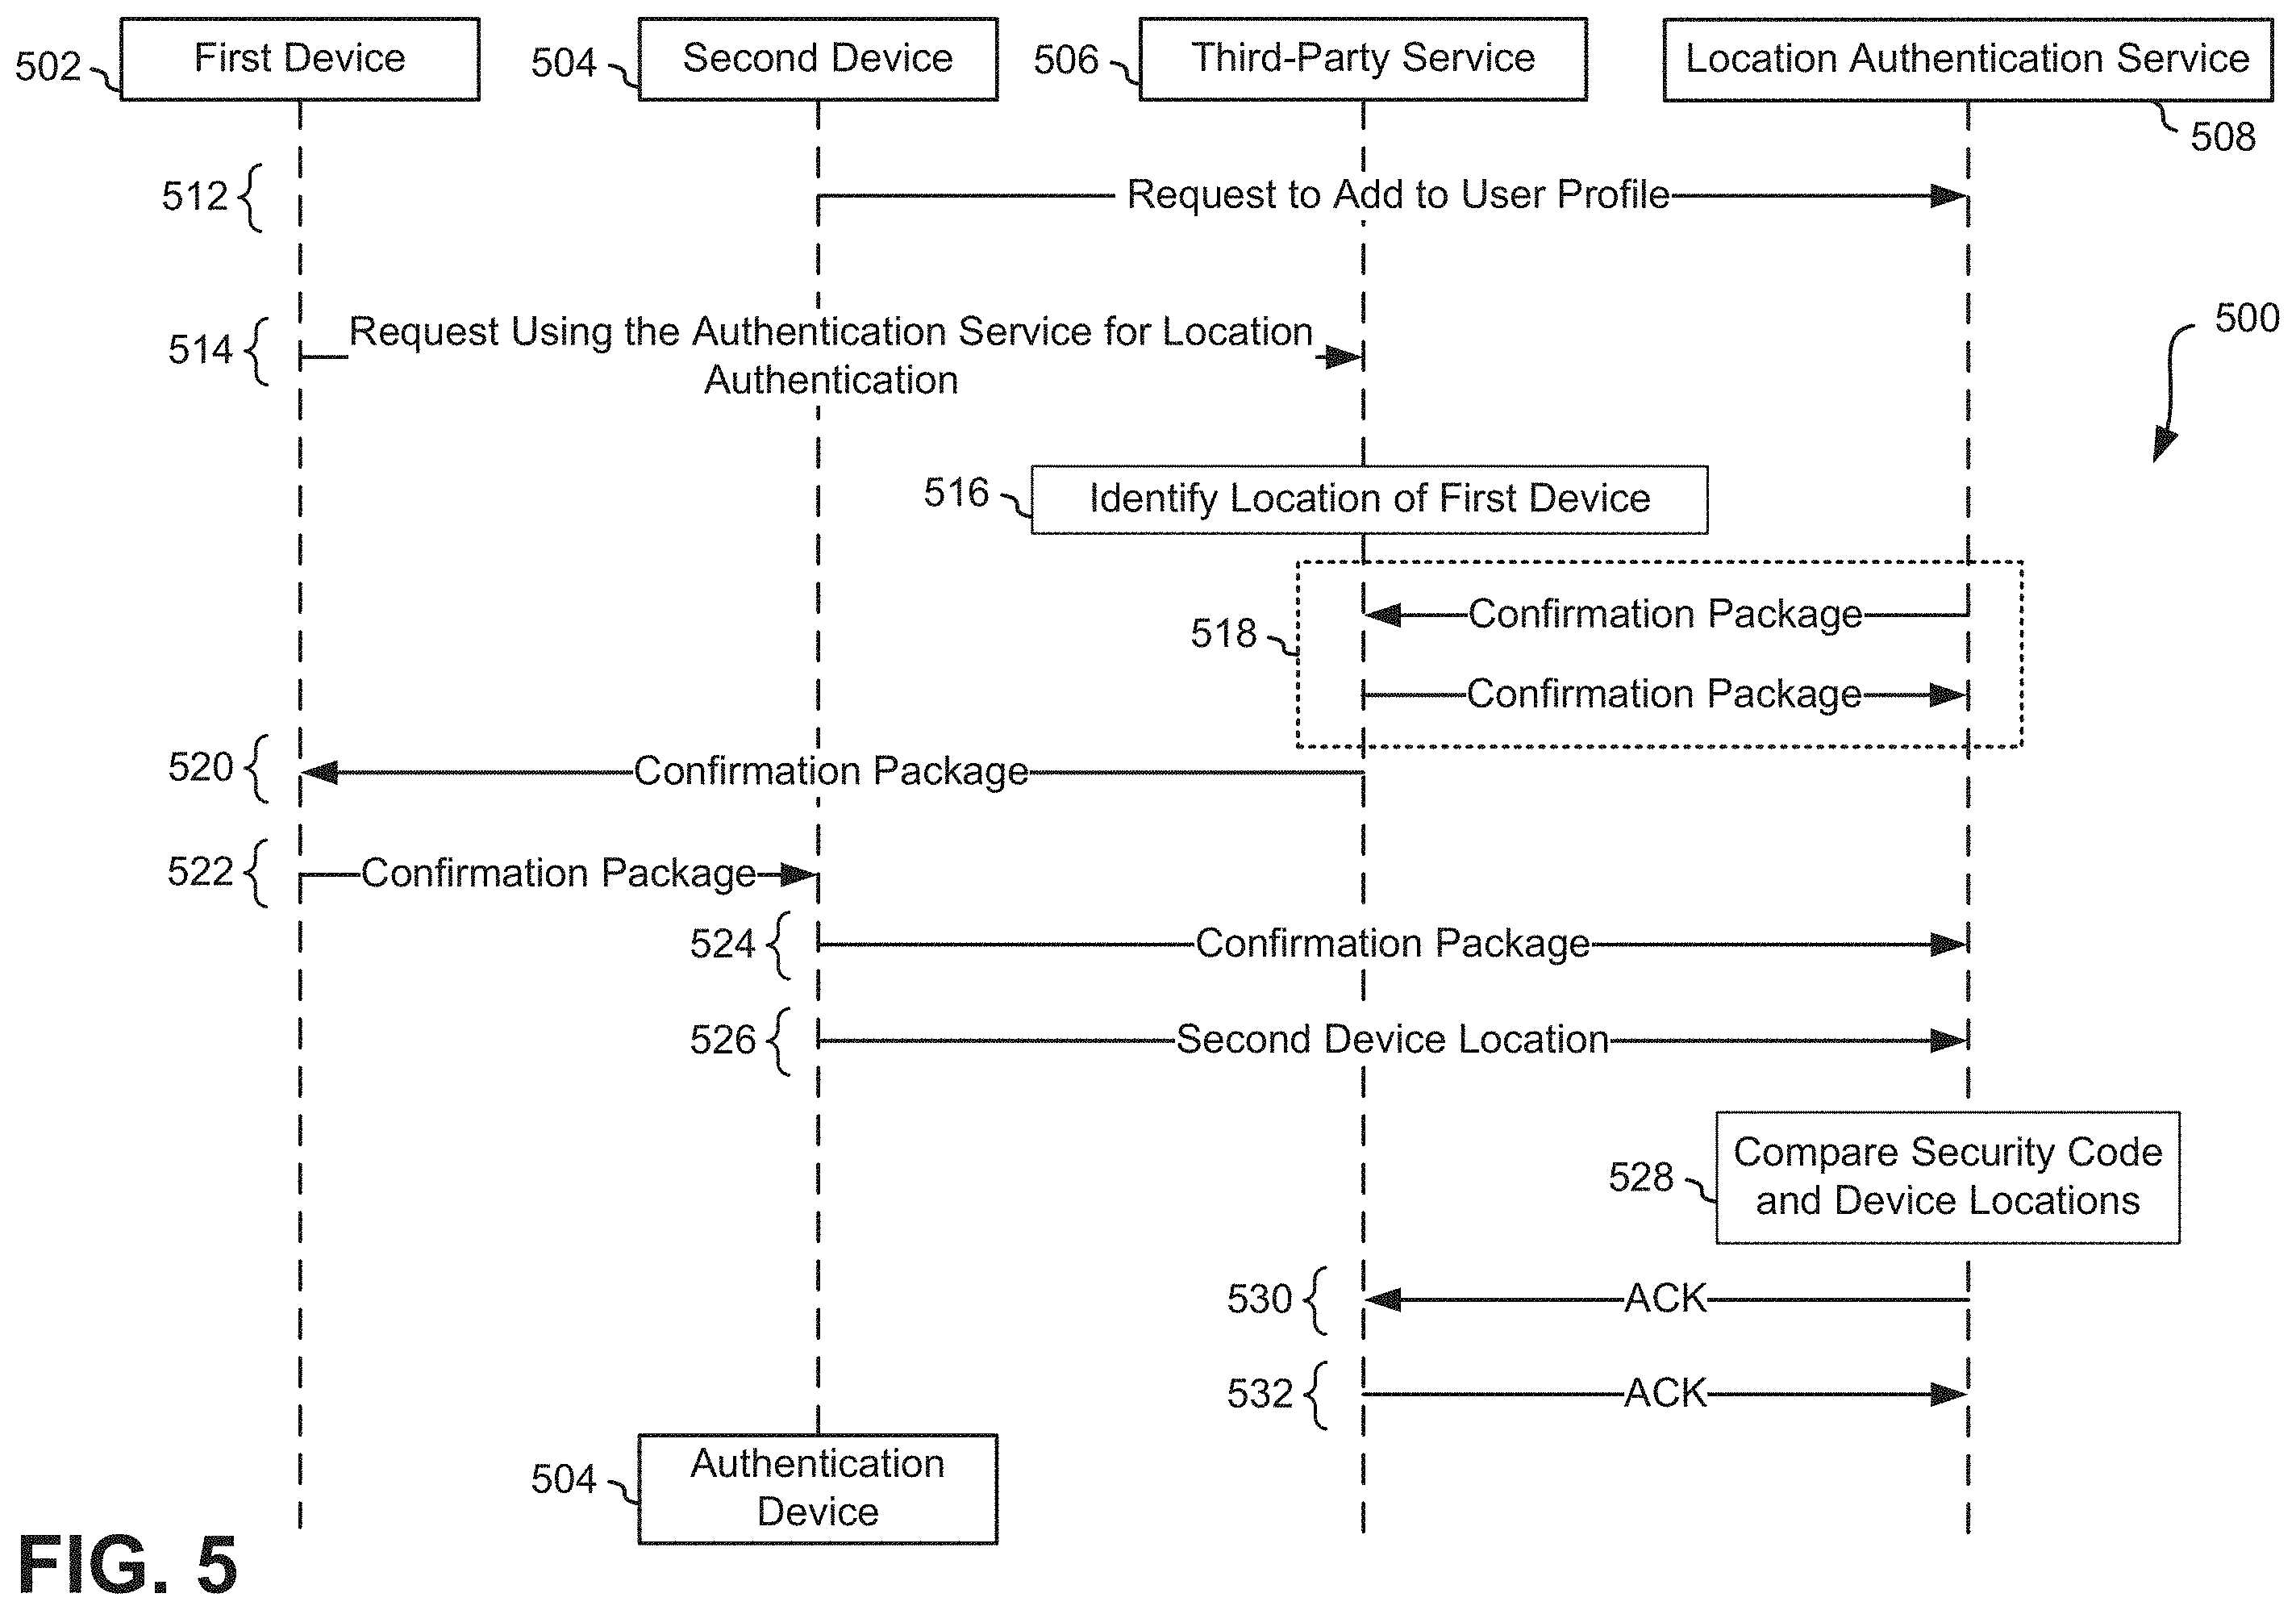 502
First Device
504
Second Device
506
Third-Party Service
Location Authentication Service
508
512
Request to Add to User Profile
500
514
Request Using the Authentication Service for Location
Authentication
516
Identify Location of First Device
518
Confirmation Package
Confirmation Package
520
Confirmation Package
522
Confirmation Package
524
Confirmation Package
526
Second Device Location
528
Compare Security Code
and Device Locations
530
ACK
532
ACK
504
Authentication
Device
FIG. 5